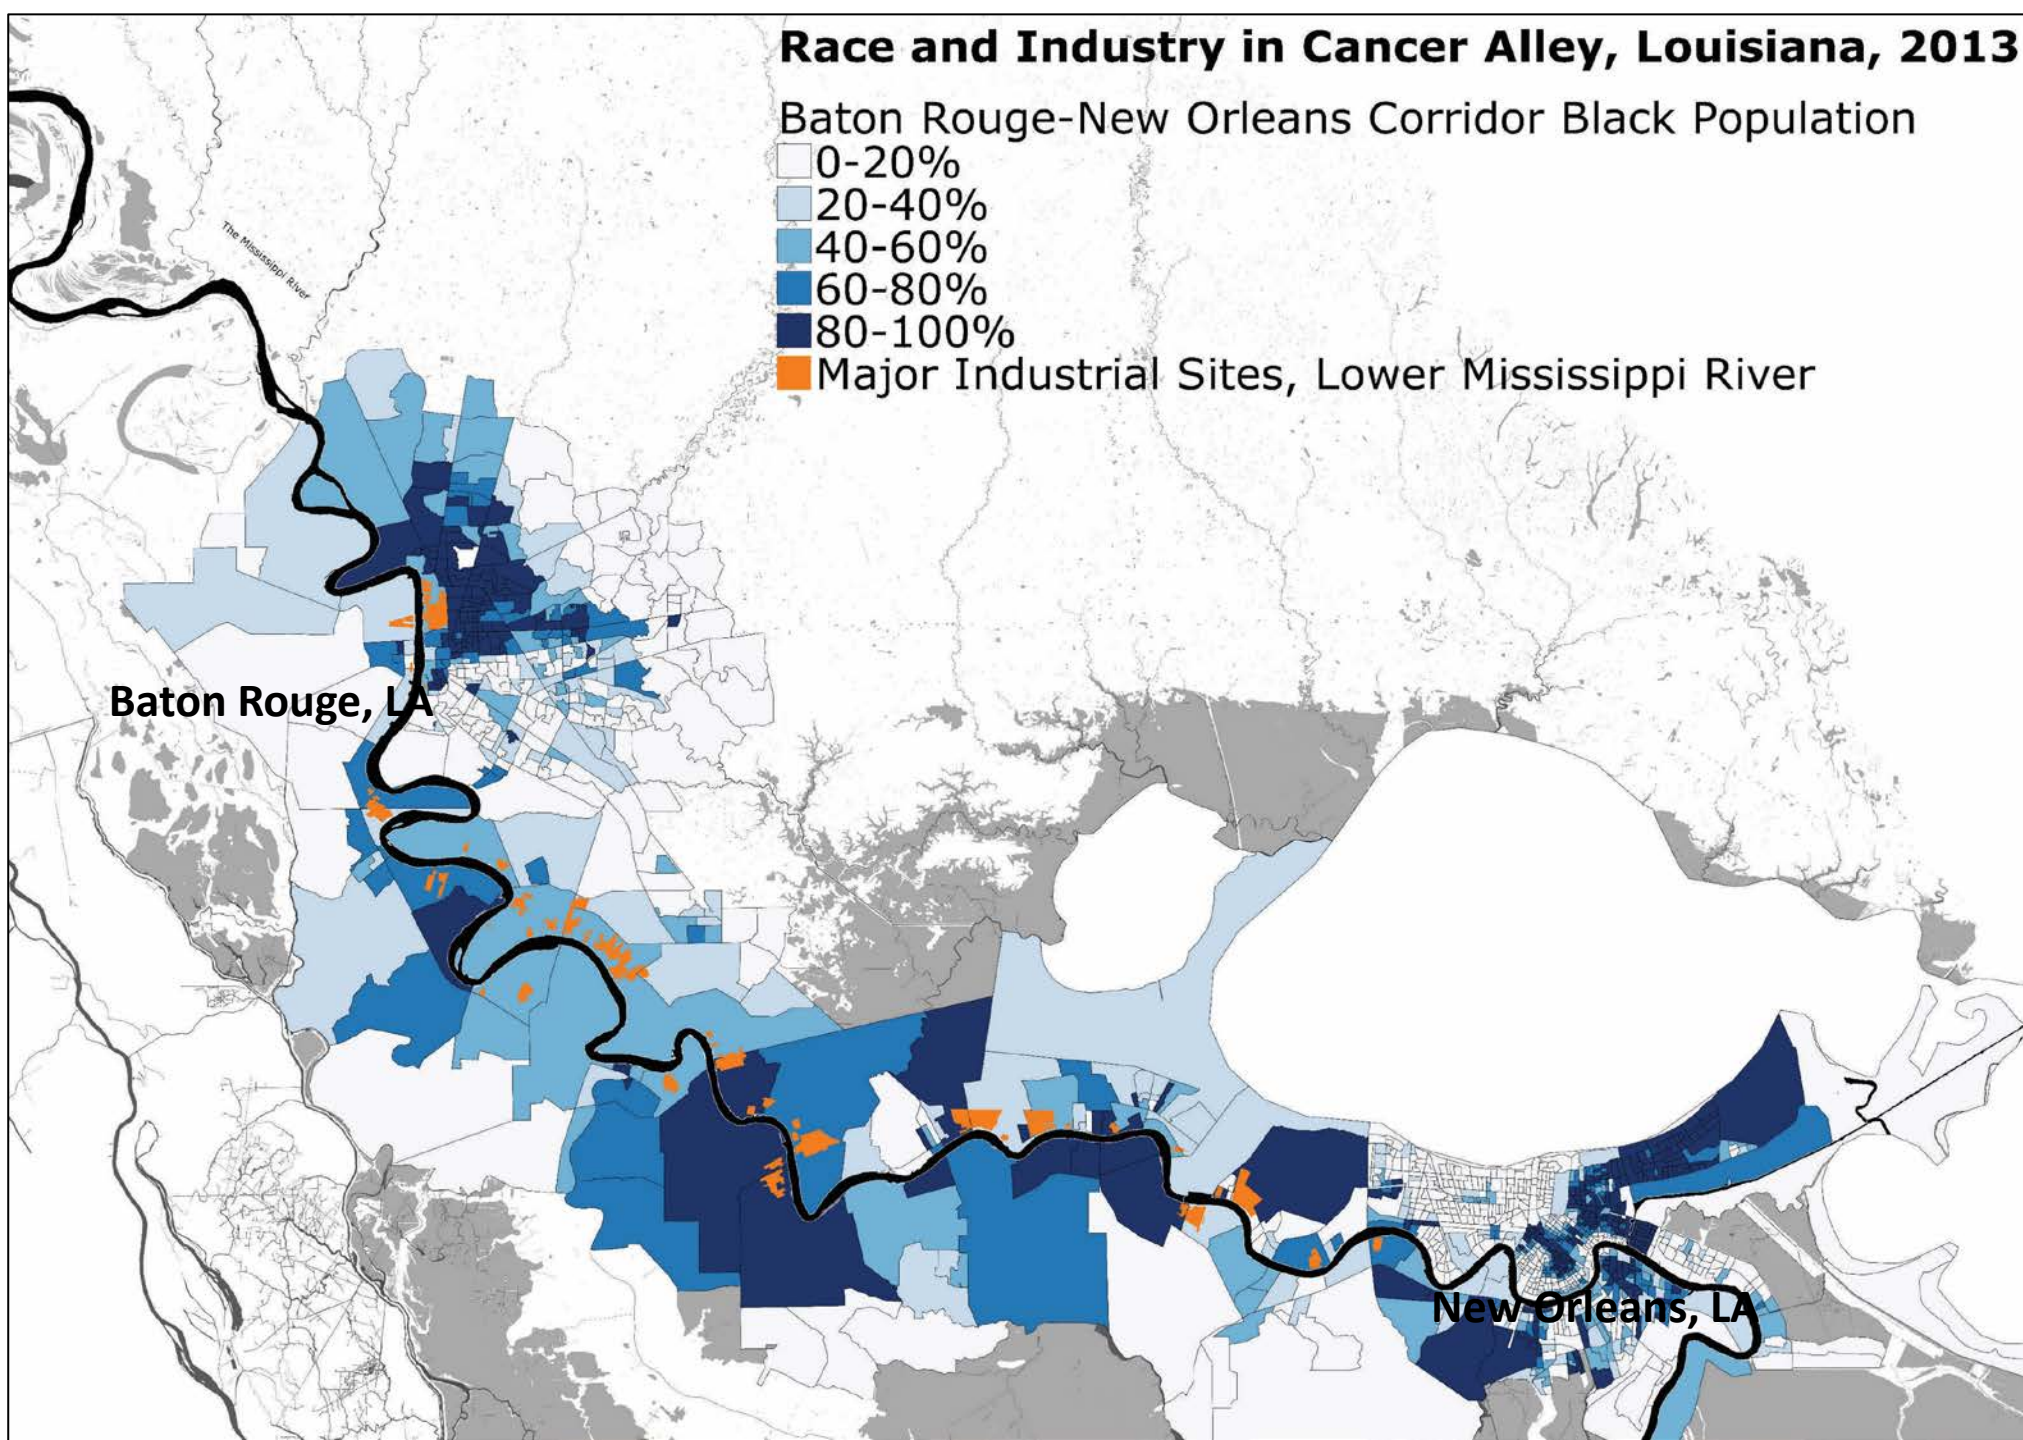 Race and Industry in Cancer Alley, Louisiana, 2013
Baton Rouge-New Orleans Corridor Black Population
0-20%
20-40%
40-60%
60-80%
80-100%
Major Industrial Sites, Lower Mississippi River
The Mississippi River
Baton Rouge, LA
New Orleans, LA